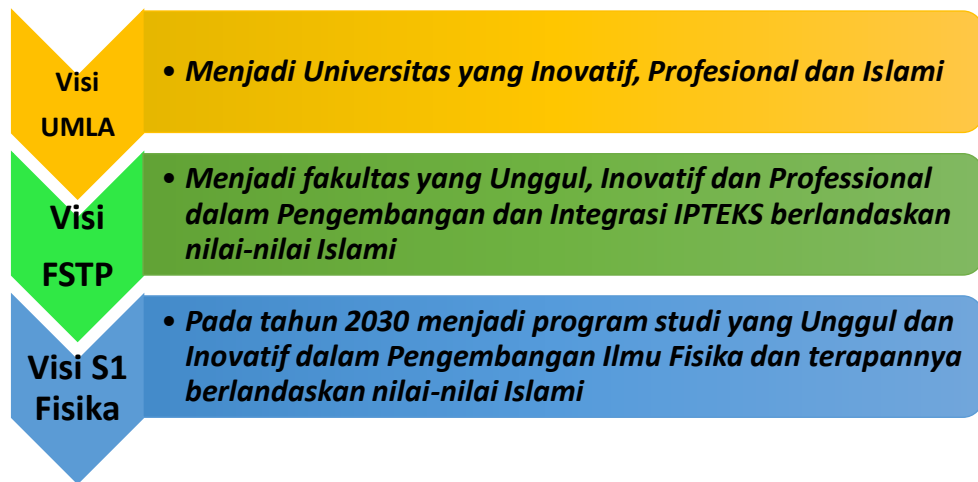 Visi
UMLA
• Menjadi Universitas yang Inovatif, Profesional dan Islami
Visi
FSTP
• Menjadi fakultas yang Unggul, Inovatif dan Professional
dalam Pengembangan dan Integrasi IPTEKS berlandaskan
nilai-nilai Islami
Visi S1
Fisika
• Pada tahun 2030 menjadi program studi yang Unggul dan
Inovatif dalam Pengembangan Ilmu Fisika dan terapannya
berlandaskan nilai-nilai Islami